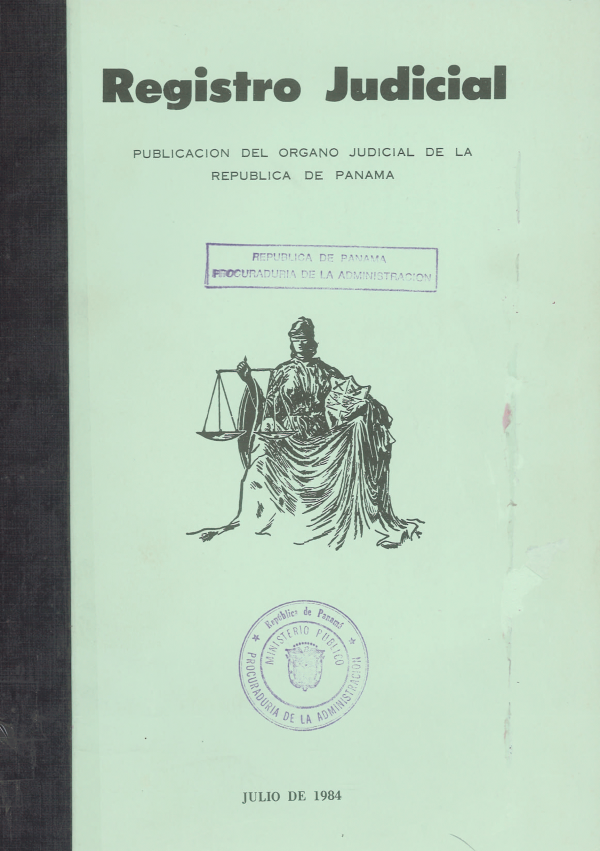 Registro Judicial
PUBLICACION DEL ORGANO JUDICIAL DE LA
REPUBLICA DE PANAMA
REPUBLICA DE PANAMA
PROCURADURIA DE LA ADMINISTRACION
República de Panamá
MINISTERIO PUBLICO
PROCURADURIA DE LA ADMINISTRACION
JULIO DE 1984